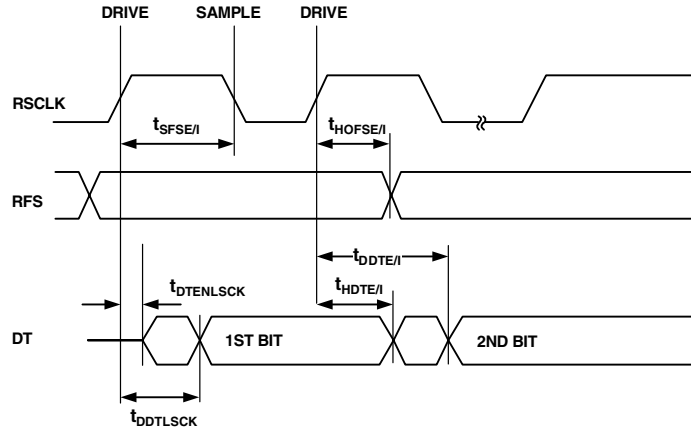 DRIVE SAMPLE DRIVE
RSCLK
tSFSE/I tHOFSE/I
RFS
tDDTE/I
tDTENLSCK tHDTE/I
DT 1ST BIT 2ND BIT
tDDTLSCK